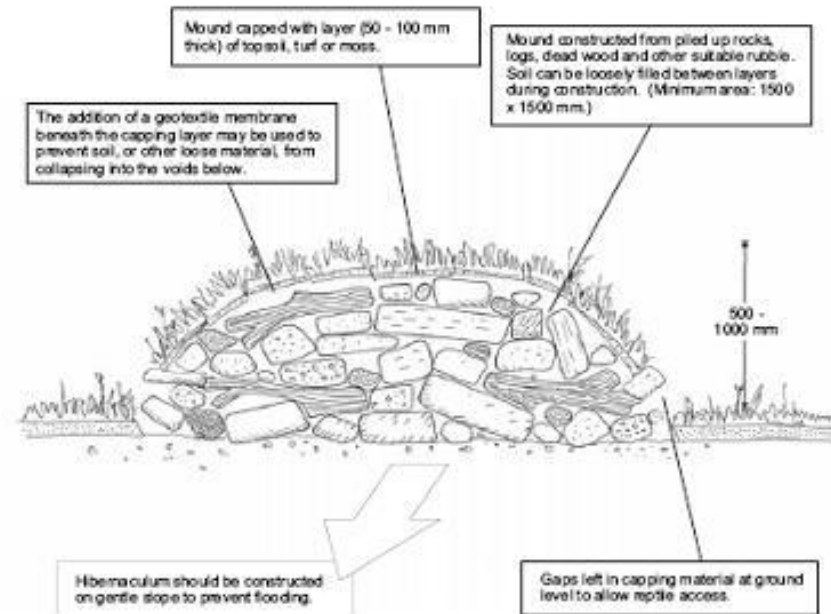 Mound capped with layer (50 - 100 mm
thick) of topsoil, turf or moss.
Mound constructed from piled up rocks,
logs, dead wood and other suitable rubble.
Soil can be loosely filled between layers
during construction. (Minimum area: 1500
x 1500 mm.)
The addition of a geotextile membrane
beneath the capping layer may be used to
prevent soil, or other loose material, from
collapsing into the voids below.
500 -
1000 mm
Hibernaculum should be constructed
on gentle slope to prevent flooding.
Gaps left in capping material at ground
level to allow reptile access.